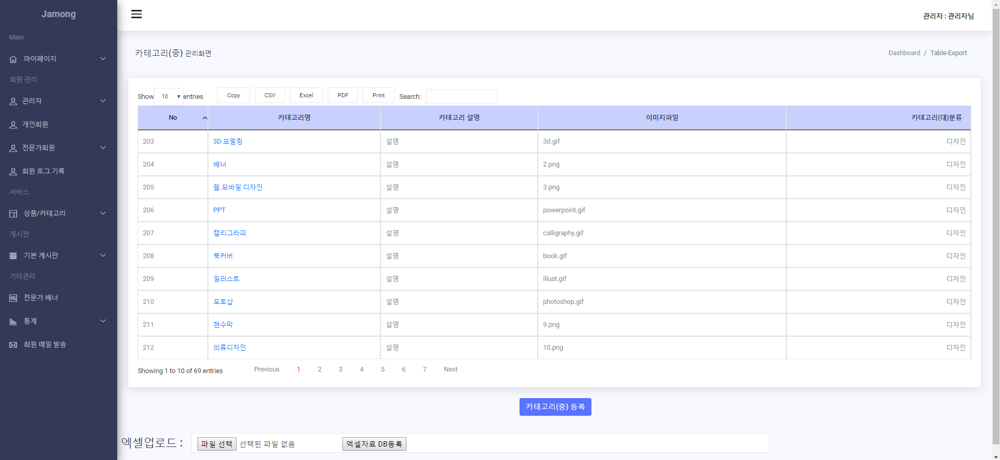 Jamong
관리자 : 관리자님
Main
마이페이지
회원 관리
관리자
개인회원
전문가회원
회원 로그 기록
서비스
상품/카테고리
게시판
기본 게시판
기타관리
전문가 배너
통계
회원 메일 발송
카테고리(중) 관리화면
Dashboard / Table-Export
Show 10 entries Copy CSV Excel PDF Print Search:
No 카테고리명 카테고리 설명 이미지파일 카테고리(대)분류
203 3D 모델링 설명 3d.gif 디자인
204 배너 설명 2.png 디자인
205 웹.모바일 디자인 설명 3.png 디자인
206 PPT 설명 powerpoint.gif 디자인
207 캘리그라피 설명 calligraphy.gif 디자인
208 북커버 설명 book.gif 디자인
209 일러스트 설명 illust.gif 디자인
210 포토샵 설명 photoshop.gif 디자인
211 현수막 설명 9.png 디자인
212 의류디자인 설명 10.png 디자인
Showing 1 to 10 of 69 entries Previous 1 2 3 4 5 6 7 Next
카테고리(중) 등록
엑셀업로드 : 파일 선택 선택된 파일 없음 엑셀자료 DB등록